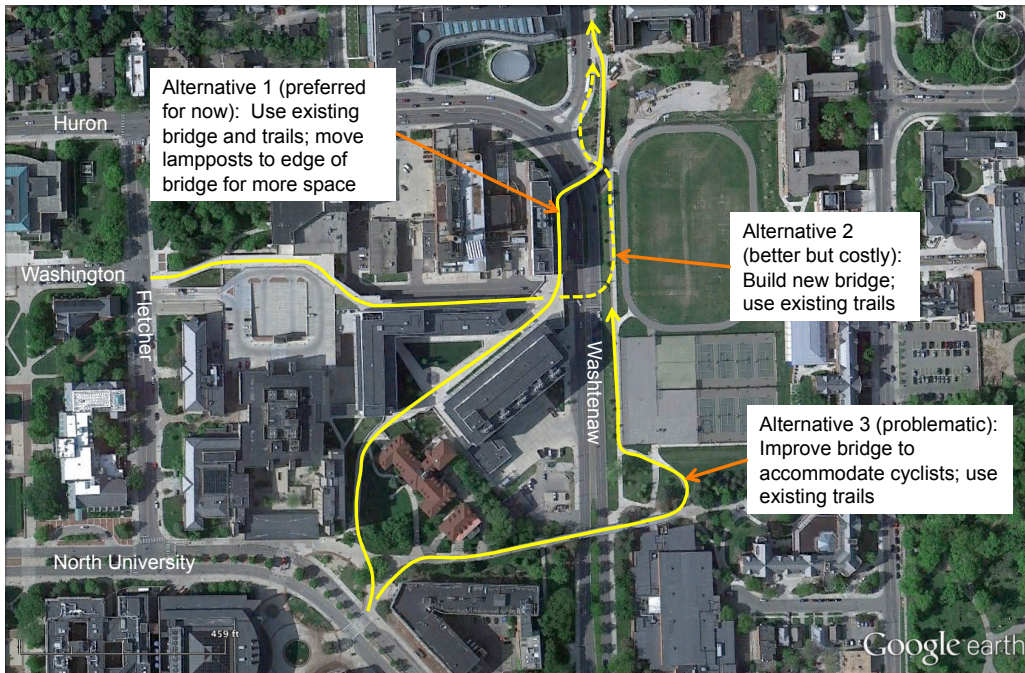 N
Alternative 1 (preferred
for now):  Use existing
bridge and trails; move
lampposts to edge of
bridge for more space
Huron
Washington
Fletcher
Alternative 2
(better but costly):
Build new bridge;
use existing trails
Washtenaw
Alternative 3 (problematic):
Improve bridge to
accommodate cyclists; use
existing trails
North University
459 ft
Google earth